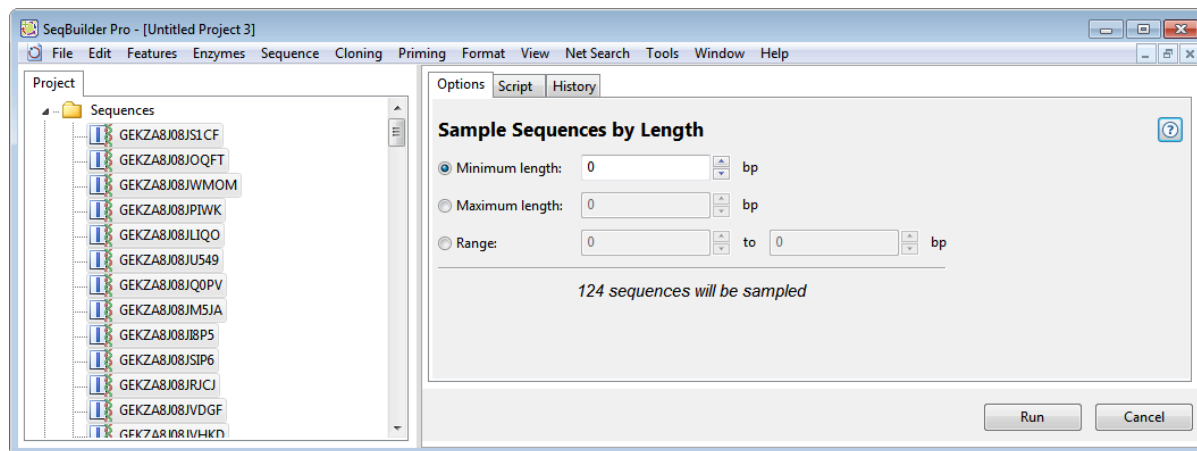 SeqBuilder Pro - [Untitled Project 3]
File Edit Features Enzymes Sequence Cloning Priming Format View Net Search Tools Window Help
Project
Sequences
GEKZA8J08JS1CF
GEKZA8J08JOQFT
GEKZA8J08JWMOM
GEKZA8J08JPIWK
GEKZA8J08JLIQO
GEKZA8J08JU549
GEKZA8J08JQ0PV
GEKZA8J08JM5JA
GEKZA8J08JI8P5
GEKZA8J08JSIP6
GEKZA8J08JRJCJ
GEKZA8J08JVDGF
GEKZA8J08JVHKD
Options Script History
Sample Sequences by Length
Minimum length: 0 bp
Maximum length: 0 bp
Range: 0 to 0 bp
124 sequences will be sampled
Run Cancel